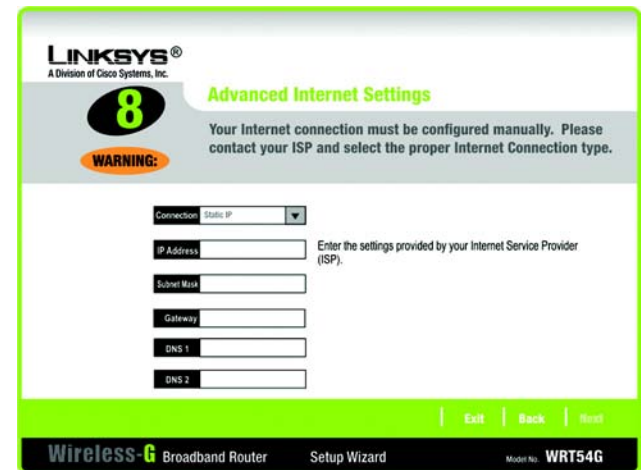 LINKSYS®
A Division of Cisco Systems, Inc.
8
Advanced Internet Settings
WARNING:
Your Internet connection must be configured manually. Please
contact your ISP and select the proper Internet Connection type.
Connection Static IP
IP Address
Enter the settings provided by your Internet Service Provider
(ISP).
Subnet Mask
Gateway
DNS 1
DNS 2
Exit Back Next
Wireless-G Broadband Router Setup Wizard Model No. WRT54G